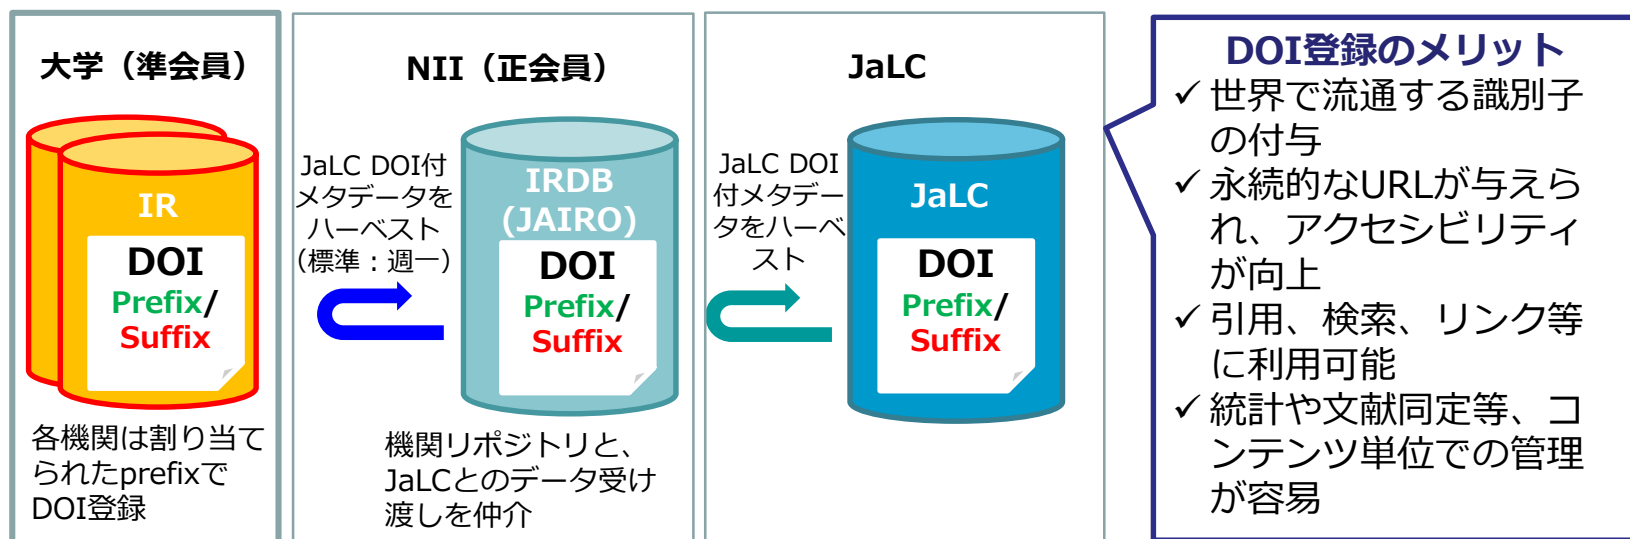 大学（準会員）
IR
DOI
Prefix/
Suffix
各機関は割り当て
られたprefixで
DOI登録
NII（正会員）
JaLC DOI付
メタデータを
ハーベスト
（標準：週一）
IRDB
(JAIRO)
DOI
Prefix/
Suffix
機関リポジトリと、
JaLCとのデータ受け
渡しを仲介
JaLC
JaLC DOI
付メタデー
タをハーベ
スト
JaLC
DOI
Prefix/
Suffix
DOI登録のメリット
✓ 世界で流通する識別子
の付与
✓ 永続的なURLが与えら
れ、アクセシビリティ
が向上
✓ 引用、検索、リンク等
に利用可能
✓ 統計や文献同定等、コ
ンテンツ単位での管理
が容易